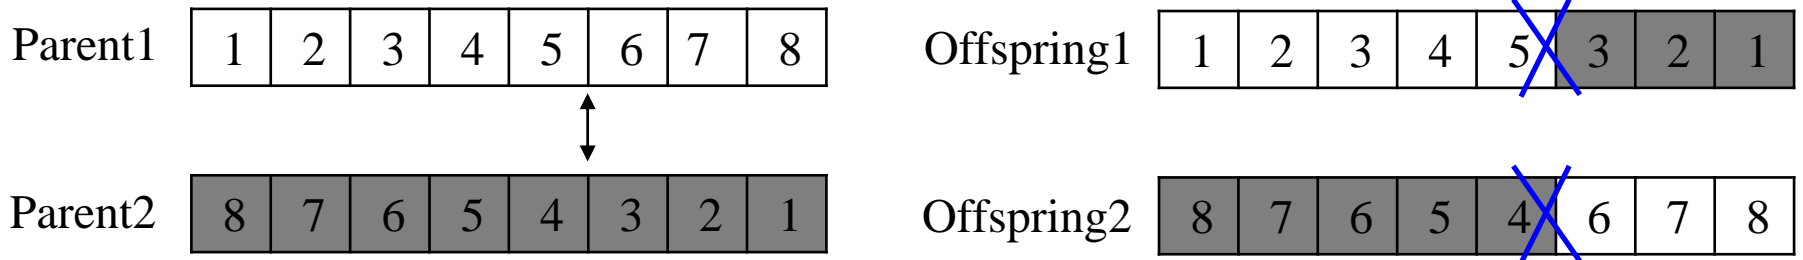 Parent1 1 2 3 4 5 6 7 8
Offspring1 1 2 3 4 5 3 2 1
Parent2 8 7 6 5 4 3 2 1
Offspring2 8 7 6 5 4 6 7 8